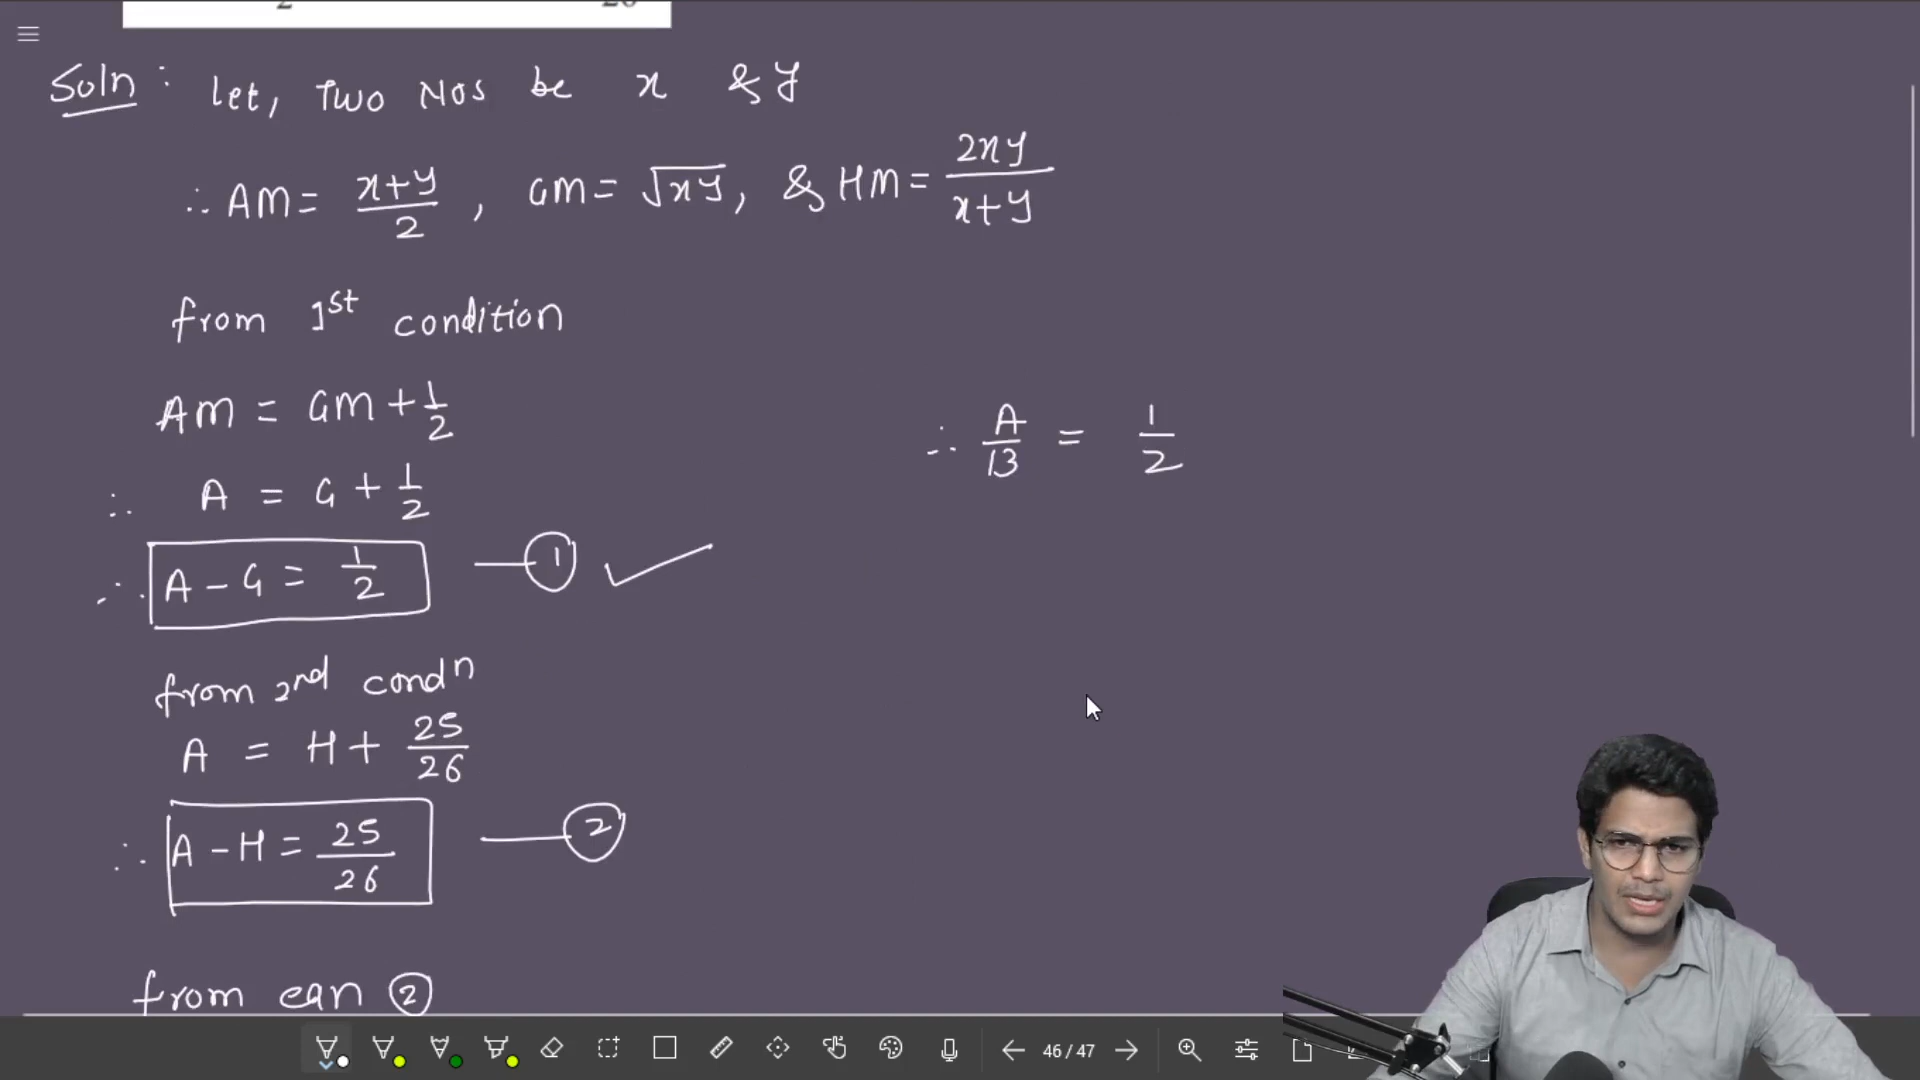 Soln : Let, Two Nos be x & y
∴ AM = x+y/2 , GM = √xy, & HM = 2xy/x+y
from 1st condition
AM = GM + 1/2
∴ A = G + 1/2
∴ A - G = 1/2 — 1 ✓
from 2nd condn
A = H + 25/26
∴ A - H = 25/26 — 2
from eqn 2
∴ A/13 = 1/2
46 / 47